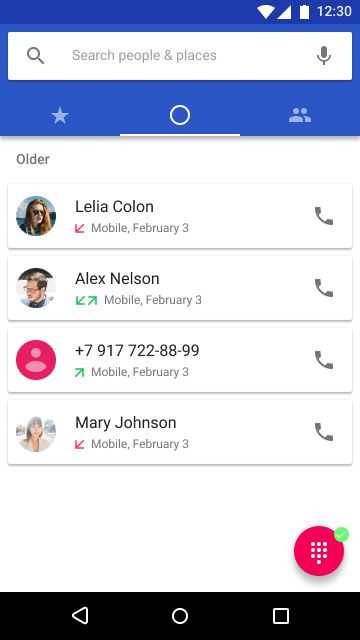 12:30
Search people & places
Older
Lelia Colon
Mobile, February 3
Alex Nelson
Mobile, February 3
+7 917 722-88-99
Mobile, February 3
Mary Johnson
Mobile, February 3